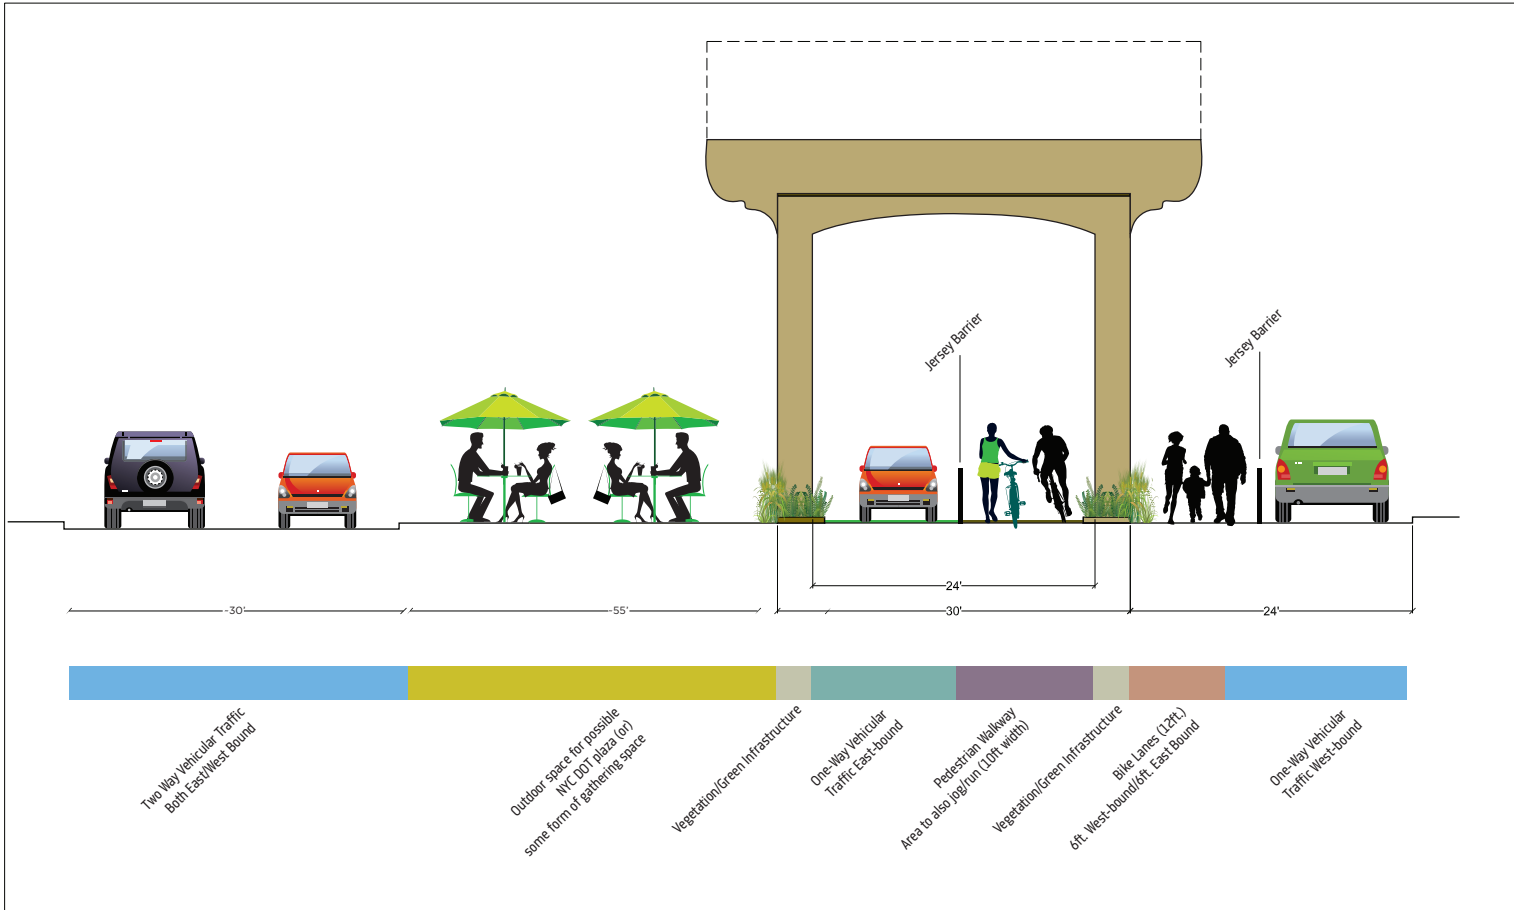 Jersey Barrier
Jersey Barrier
24'
~30'
~55'
30'
24'
Two Way Vehicular Traffic
Both East/West Bound
Outdoor space for possible
NYC DOT plaza (or)
some form of gathering space
Vegetation/Green Infrastructure
One-Way Vehicular
Traffic East-bound
Pedestrian Walkway
Area to also jog/run (10ft width)
Vegetation/Green Infrastructure
Bike Lanes (12ft.)
6ft. West-bound/6ft. East Bound
One-Way Vehicular
Traffic West-bound